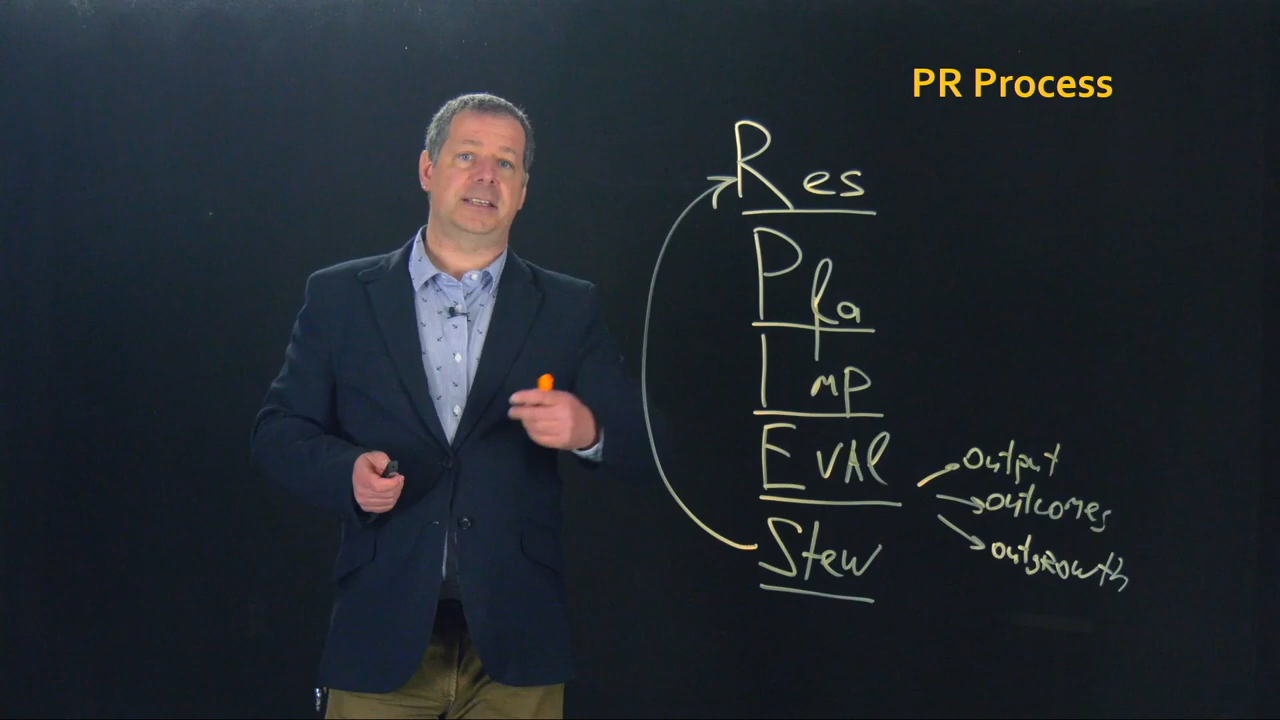 PR Process
Res
Pla
Imp
EVAl
output
outcomes
outgrowth
Stew